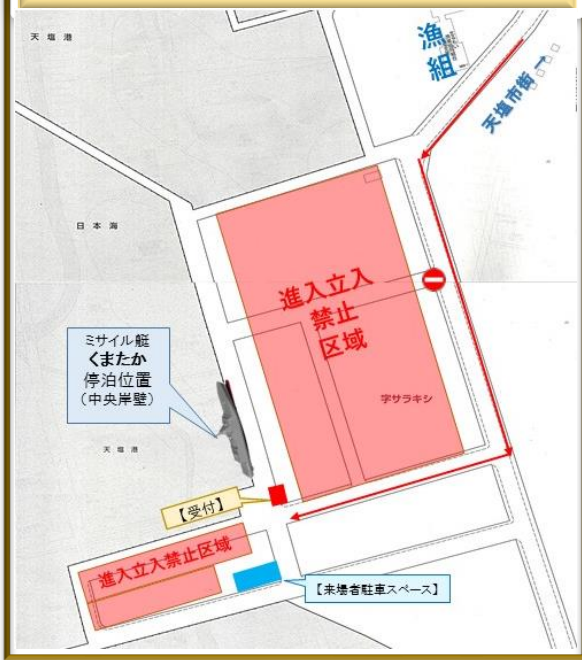 天塩港
漁組
天塩市街
日本海
進入立入
禁止
区域
ミサイル艇
くまたか
停泊位置
(中央岸壁)
字サラキシ
天塩港
【受付】
進入立入禁止区域
【来場者駐車スペース】